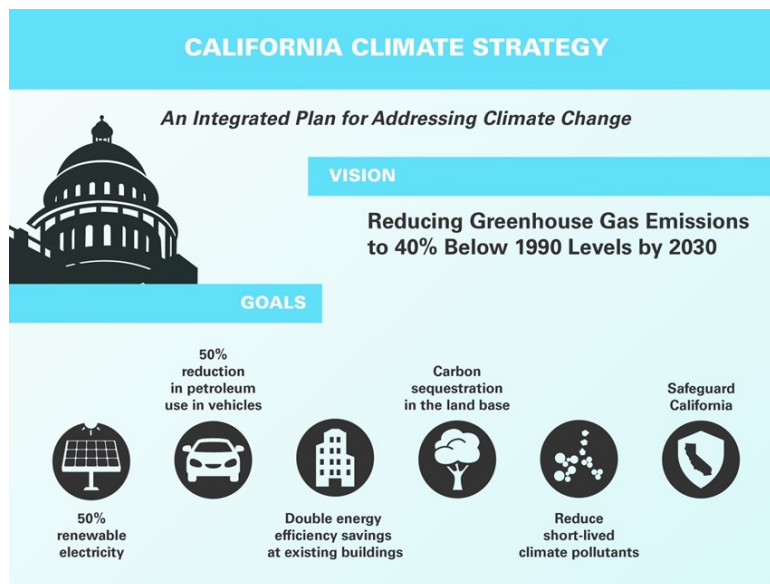 CALIFORNIA CLIMATE STRATEGY
An Integrated Plan for Addressing Climate Change
VISION
Reducing Greenhouse Gas Emissions
to 40% Below 1990 Levels by 2030
GOALS
50%
renewable
electricity
50%
reduction
in petroleum
use in vehicles
Double energy
efficiency savings
at existing buildings
Carbon
sequestration
in the land base
Reduce
short-lived
climate pollutants
Safeguard
California